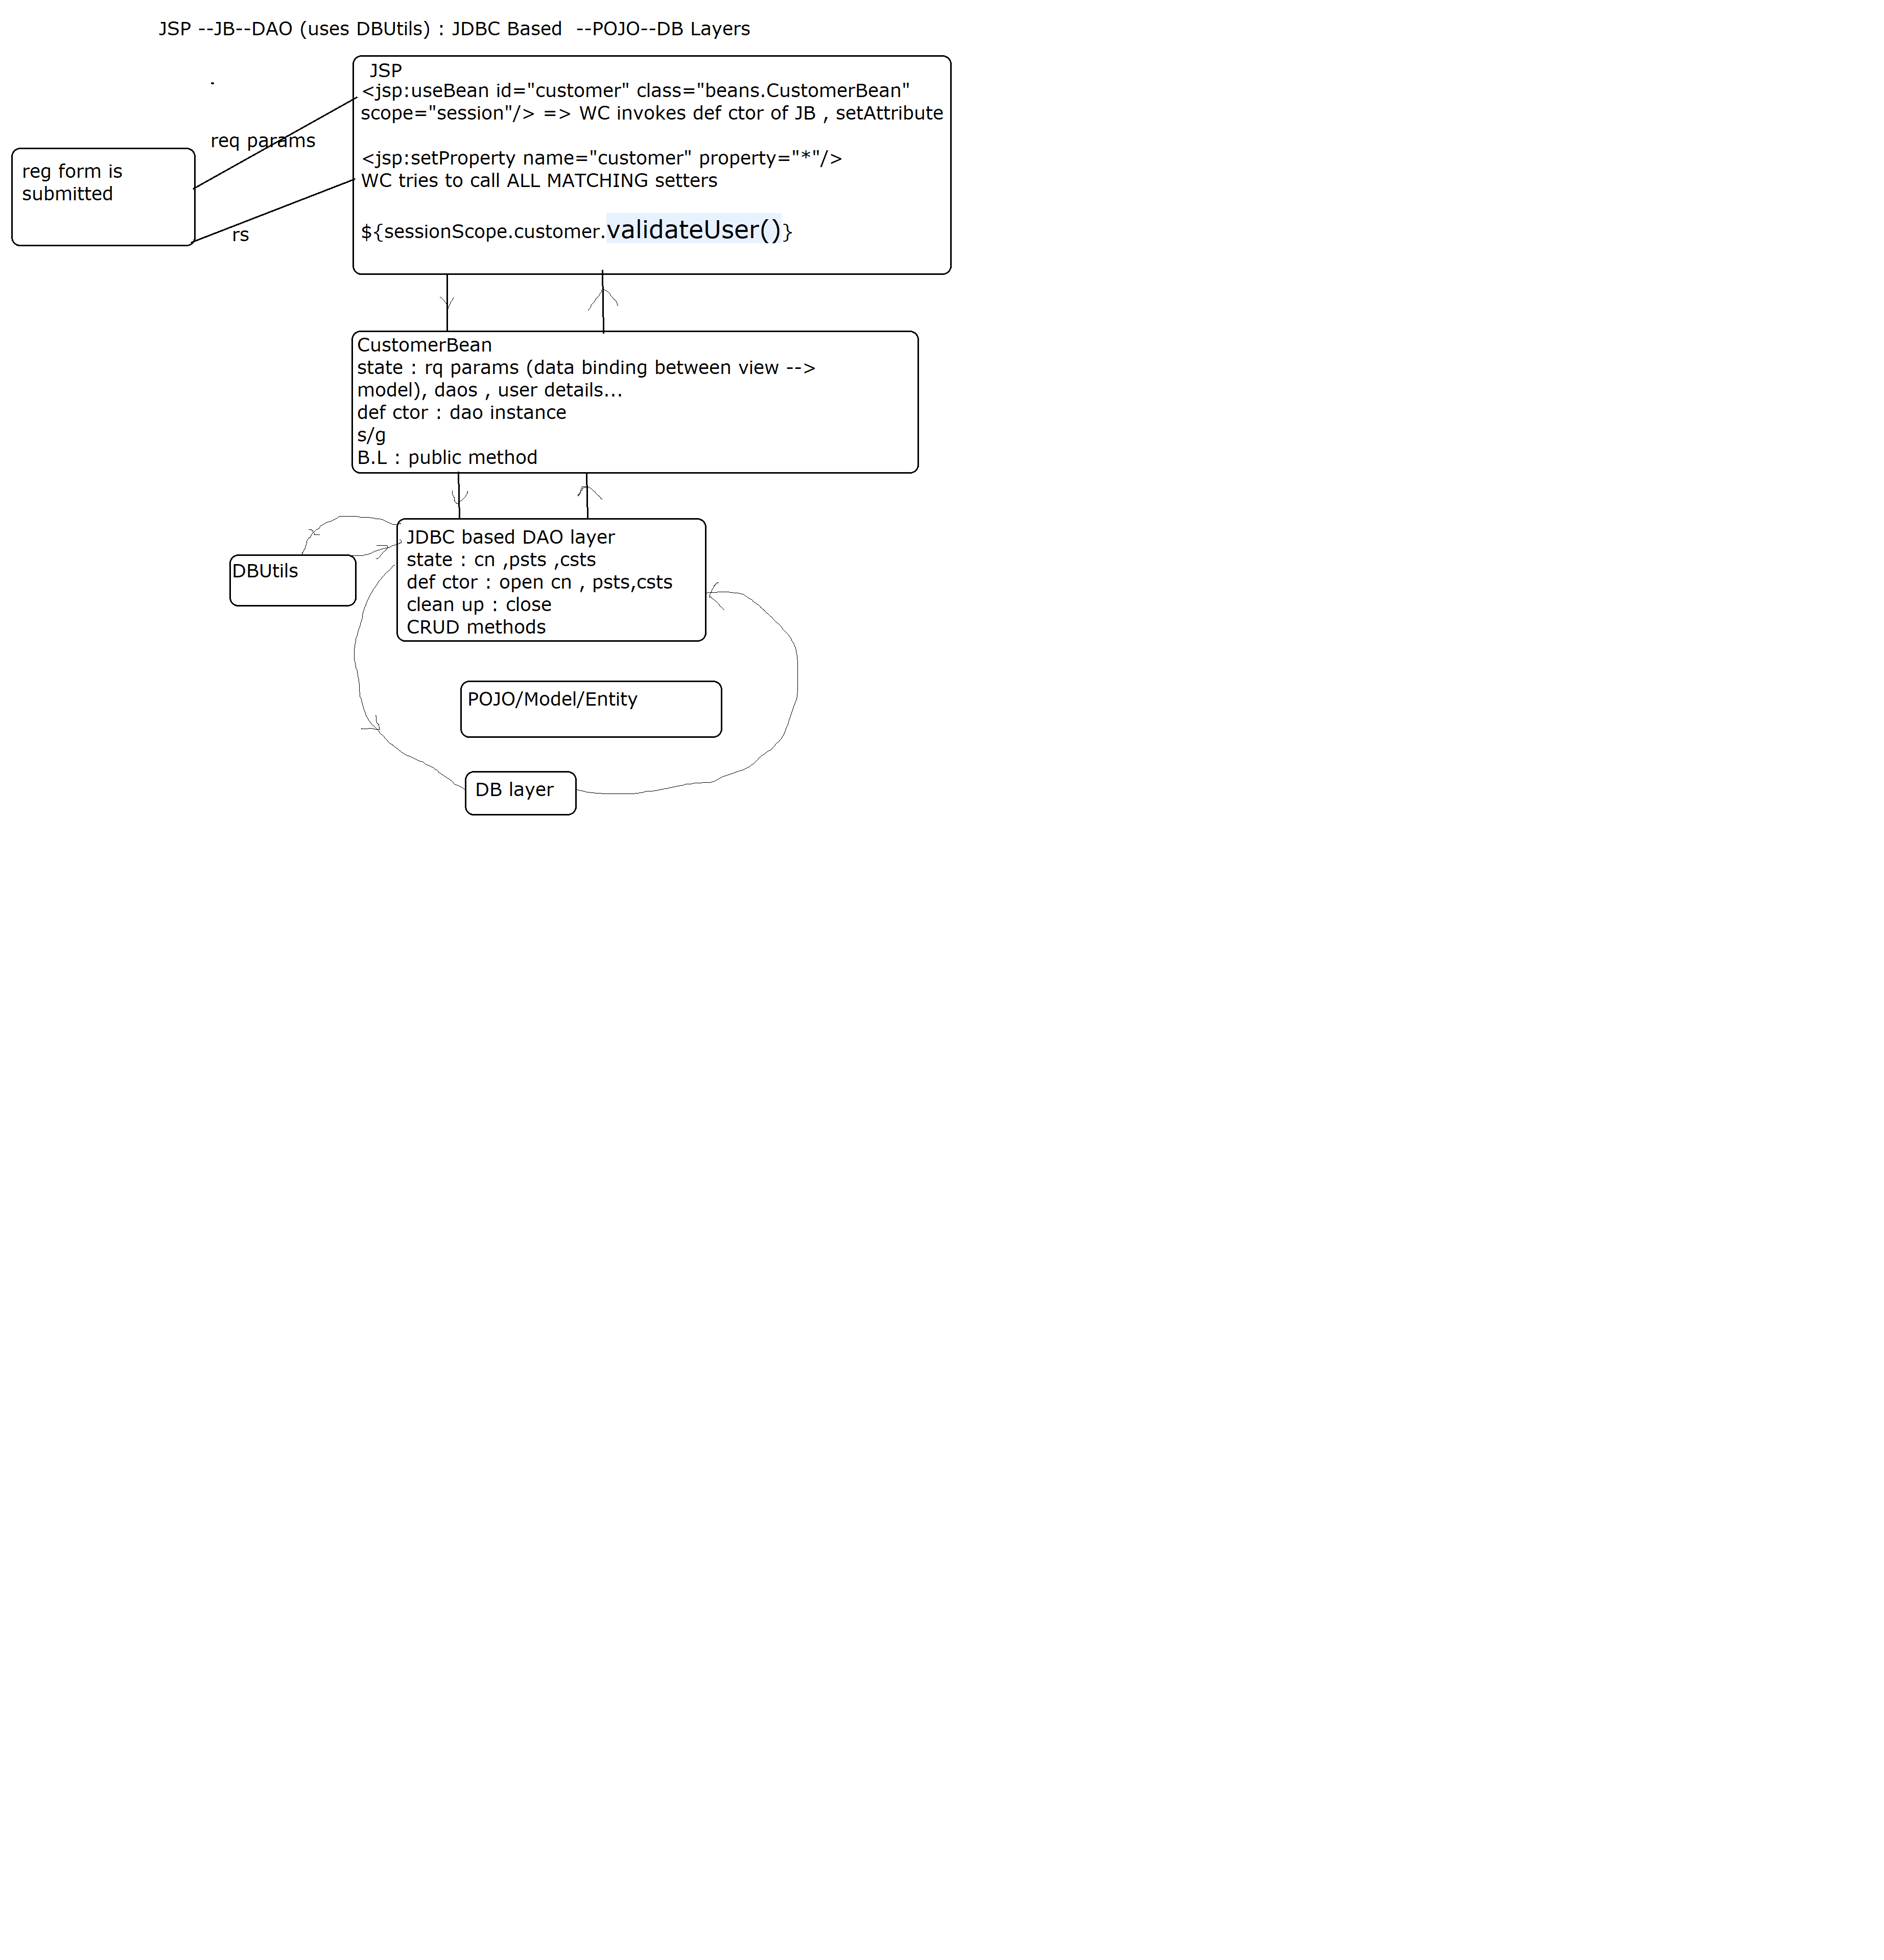 JSP --JB--DAO (uses DBUtils) : JDBC Based  --POJO--DB Layers
JSP
<jsp:useBean id="customer" class="beans.CustomerBean"
scope="session"/> => WC invokes def ctor of JB , setAttribute
<jsp:setProperty name="customer" property="*"/>
WC tries to call ALL MATCHING setters
${sessionScope.customer.validateUser()}
req params
reg form is
submitted
rs
CustomerBean
state : rq params (data binding between view -->
model), daos , user details...
def ctor : dao instance
s/g
B.L : public method
JDBC based DAO layer
state : cn ,psts ,csts
def ctor : open cn , psts,csts
clean up : close
CRUD methods
DBUtils
POJO/Model/Entity
DB layer